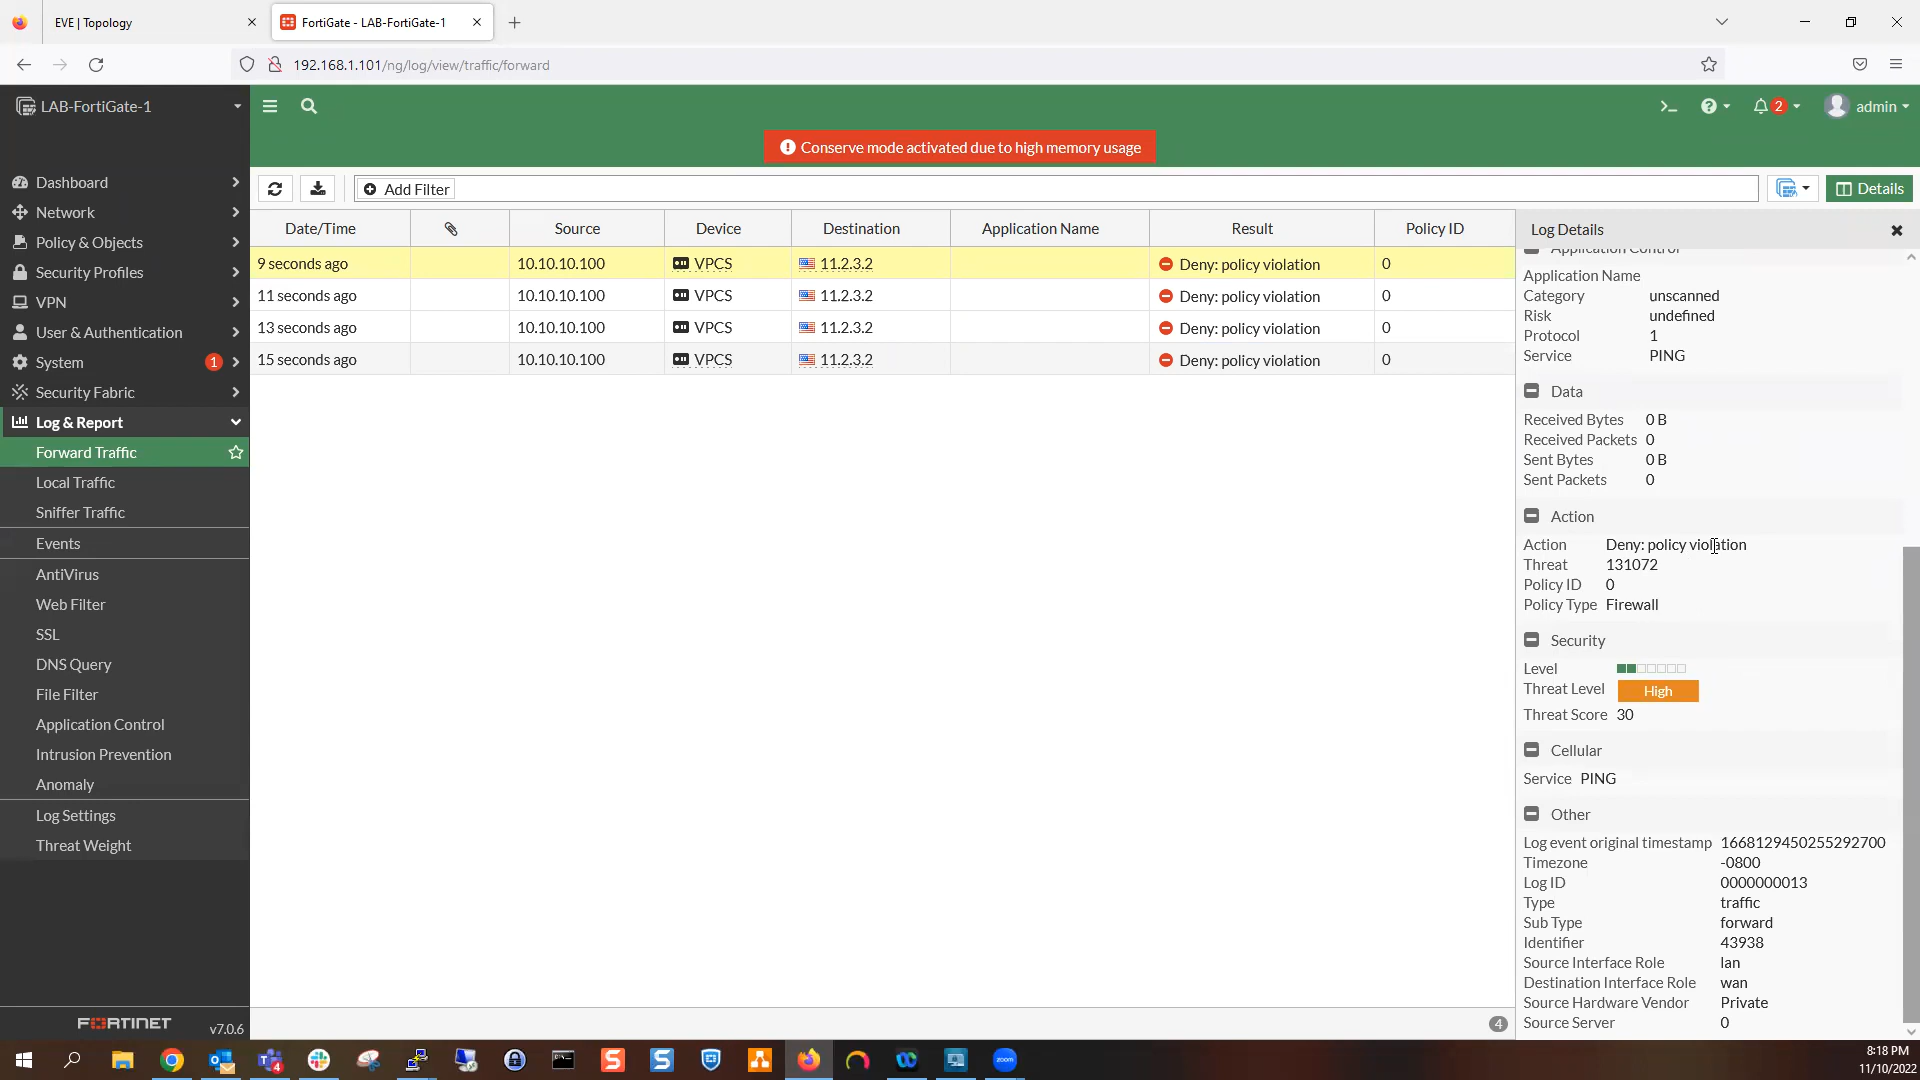 EVE | Topology
FortiGate - LAB-FortiGate-1
192.168.1.101/ng/log/view/traffic/forward
LAB-FortiGate-1
2
admin
Conserve mode activated due to high memory usage
Add Filter
Details
Dashboard
Network
Policy & Objects
Security Profiles
VPN
User & Authentication
System 1
Security Fabric
Log & Report
Forward Traffic
Local Traffic
Sniffer Traffic
Events
AntiVirus
Web Filter
SSL
DNS Query
File Filter
Application Control
Intrusion Prevention
Anomaly
Log Settings
Threat Weight
FORTINET v7.0.6
Date/Time Source Device Destination Application Name Result Policy ID
9 seconds ago 10.10.10.100 VPCS 11.2.3.2 Deny: policy violation 0
11 seconds ago 10.10.10.100 VPCS 11.2.3.2 Deny: policy violation 0
13 seconds ago 10.10.10.100 VPCS 11.2.3.2 Deny: policy violation 0
15 seconds ago 10.10.10.100 VPCS 11.2.3.2 Deny: policy violation 0
4
Log Details
Application Control
Application Name
Category unscanned
Risk undefined
Protocol 1
Service PING
Data
Received Bytes 0 B
Received Packets 0
Sent Bytes 0 B
Sent Packets 0
Action
Action Deny: policy violation
Threat 131072
Policy ID 0
Policy Type Firewall
Security
Level
Threat Level High
Threat Score 30
Cellular
Service PING
Other
Log event original timestamp 1668129450255292700
Timezone -0800
Log ID 0000000013
Type traffic
Sub Type forward
Identifier 43938
Source Interface Role lan
Destination Interface Role wan
Source Hardware Vendor Private
Source Server 0
4
zoom
8:18 PM
11/10/2022